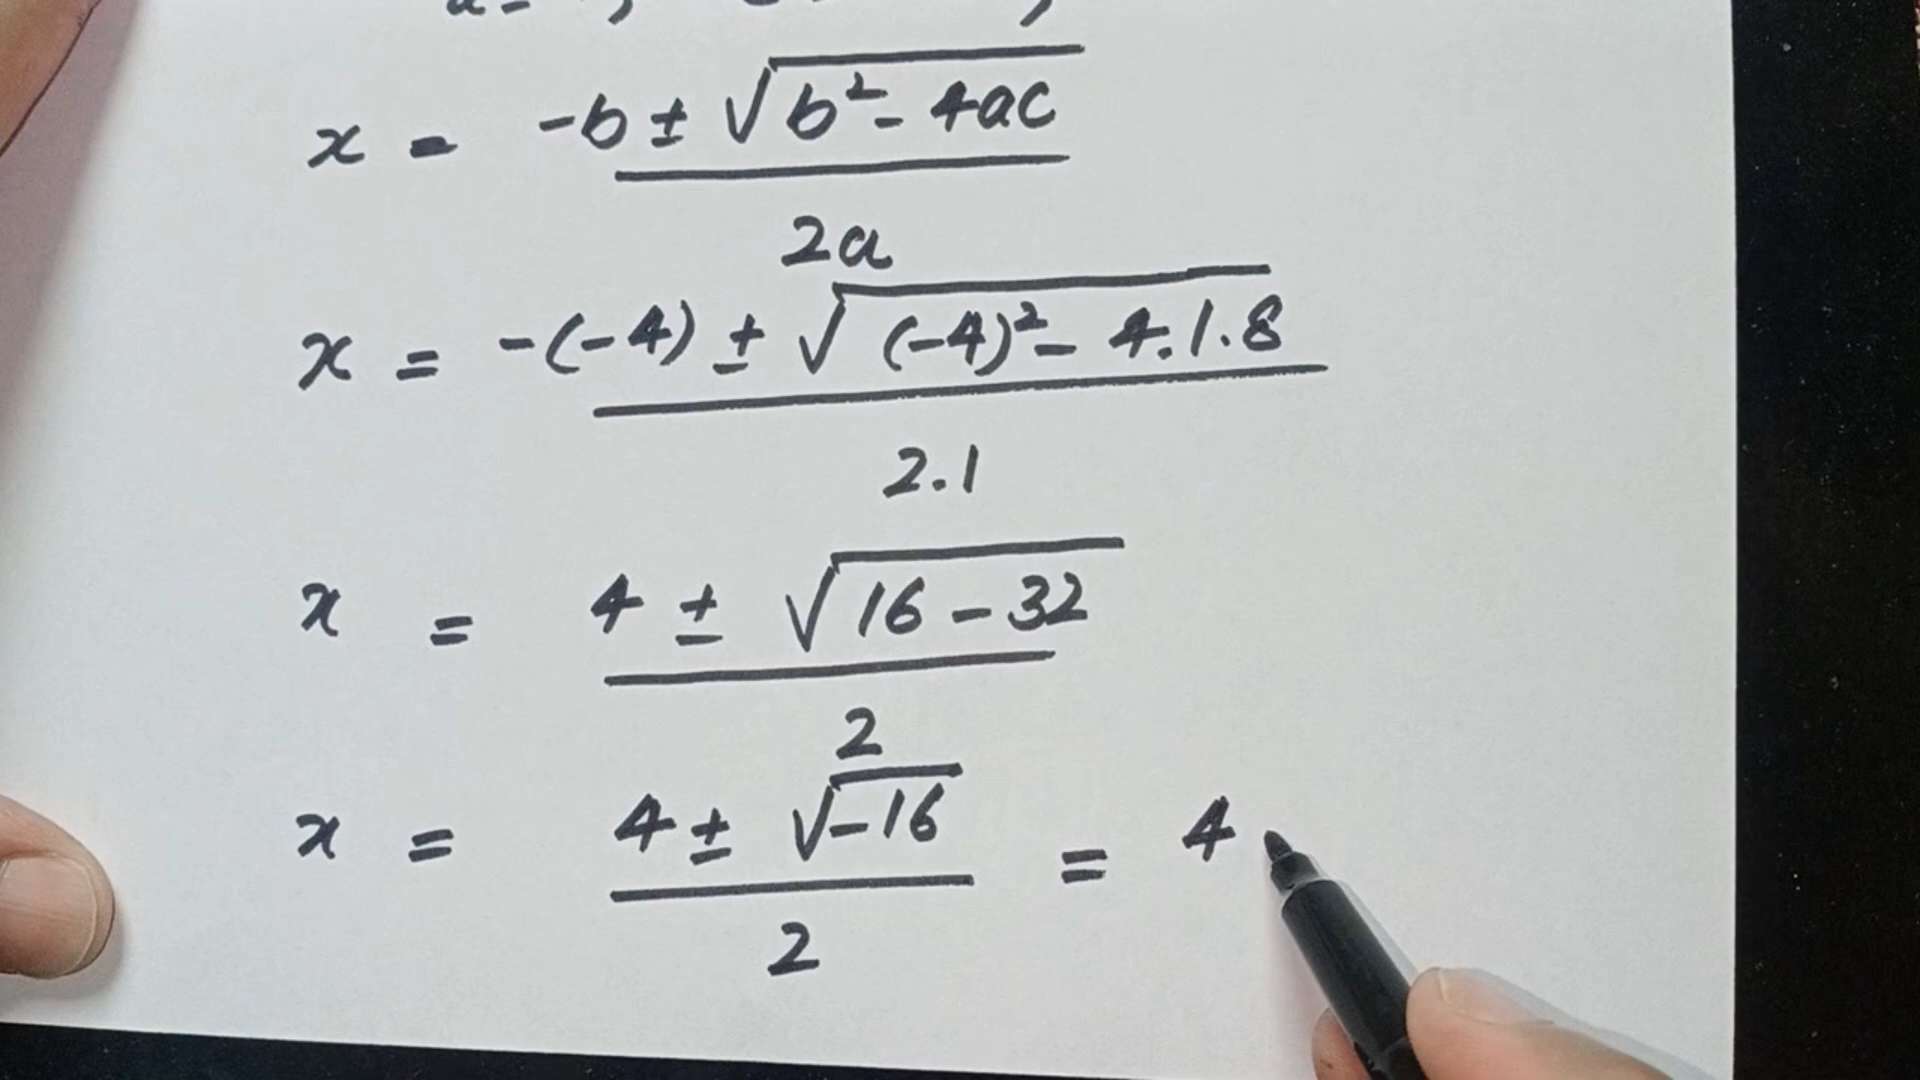 x = -b ± √b² - 4ac
2a
x = -(-4) ± √(-4)² - 4.1.8
2.1
x = 4 ± √16 - 32
2
x = 4 ± √-16 = 4
2